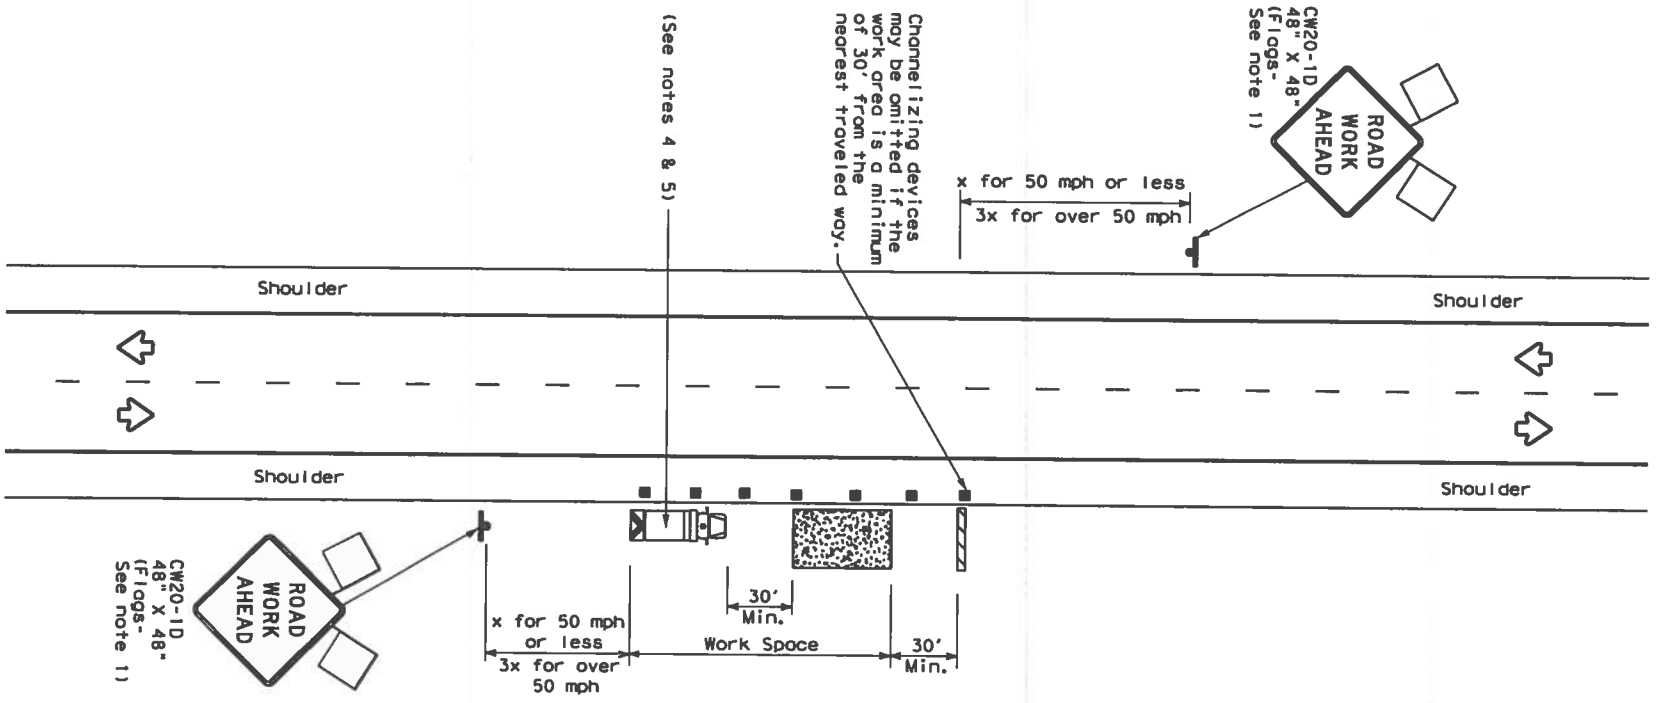 CW20-1D
48" X 48"
(Flags-
See note 1)
ROAD
WORK
AHEAD
Channelizing devices
may be omitted if the
work area is a minimum
of 30' from the
nearest traveled way.
(See notes 4 & 5)
x for 50 mph or less
3x for over 50 mph
Shoulder
Shoulder
Shoulder
Shoulder
CW20-1D
48" X 48"
(Flags-
See note 1)
ROAD
WORK
AHEAD
x for 50 mph
or less
3x for over
50 mph
30'
Min.
Work Space
30'
Min.